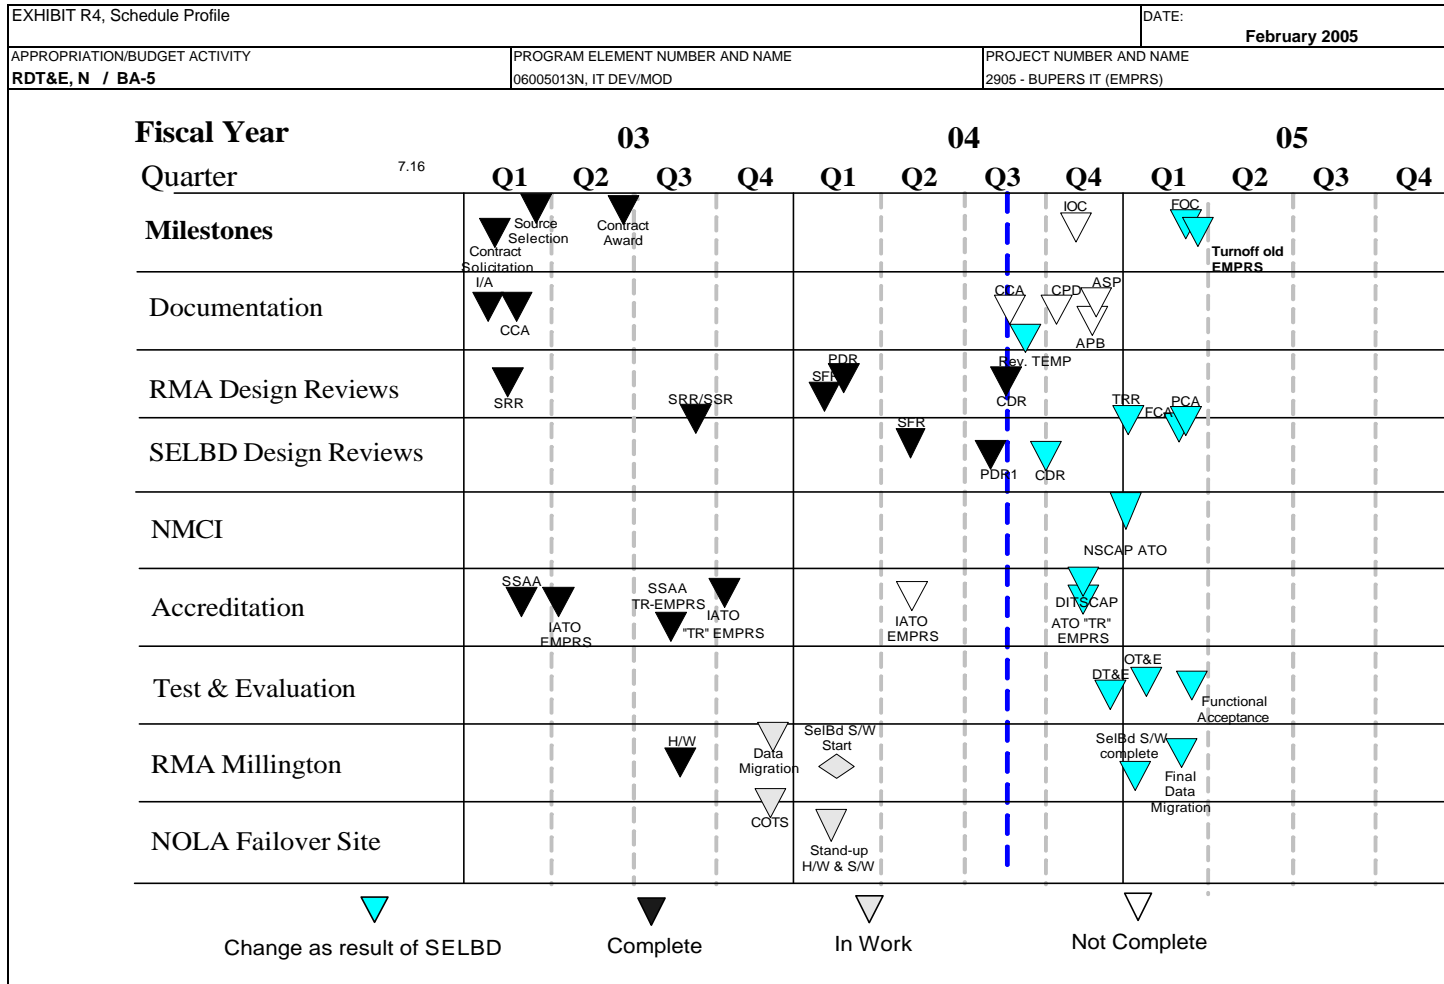 EXHIBIT R4, Schedule Profile
DATE:
February 2005
APPROPRIATION/BUDGET ACTIVITY
PROGRAM ELEMENT NUMBER AND NAME
PROJECT NUMBER AND NAME
RDT&E, N / BA-5
06005013N, IT DEV/MOD
2905 - BUPERS IT (EMPRS)
Fiscal Year
03
04
05
Quarter
7.16
Q1 Q2 Q3 Q4 Q1 Q2 Q3 Q4 Q1 Q2 Q3 Q4
Milestones
Contract
Solicitation
Source
Selection
Contract
Award
IOC
FOC
Turnoff old
EMPRS
Documentation
I/A
CCA
CCA
CPD
ASP
APB
Rev. TEMP
RMA Design Reviews
SRR
SRR/SSR
SFR
PDR
CDR
TRR
FCA
PCA
SELBD Design Reviews
SFR
PDR1
CDR
NMCI
NSCAP ATO
Accreditation
SSAA
IATO
EMPRS
SSAA
TR-EMPRS
IATO
"TR" EMPRS
IATO
EMPRS
DITSCAP
ATO "TR"
EMPRS
Test & Evaluation
DT&E
OT&E
Functional
Acceptance
RMA Millington
H/W
Data
Migration
SelBd S/W
Start
SelBd S/W
complete
Final
Data
Migration
NOLA Failover Site
COTS
Stand-up
H/W & S/W
Change as result of SELBD
Complete
In Work
Not Complete